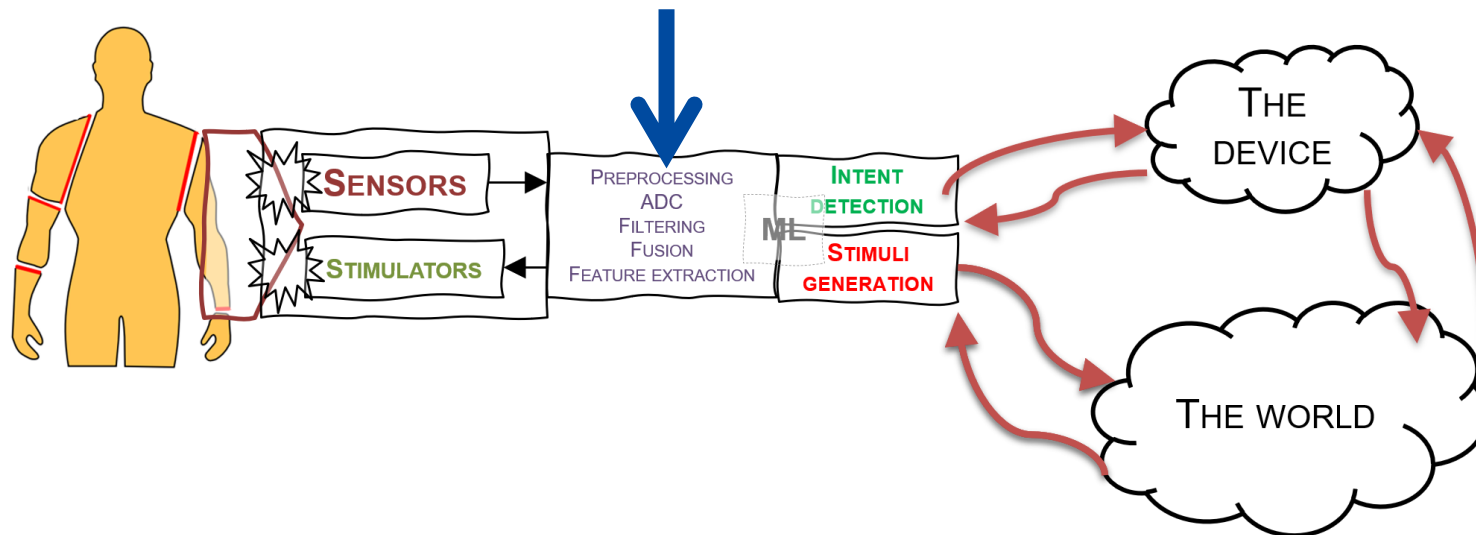 SENSORS
STIMULATORS
PREPROCESSING
ADC
FILTERING
FUSION
FEATURE EXTRACTION
ML
INTENT
DETECTION
STIMULI
GENERATION
THE
DEVICE
THE WORLD